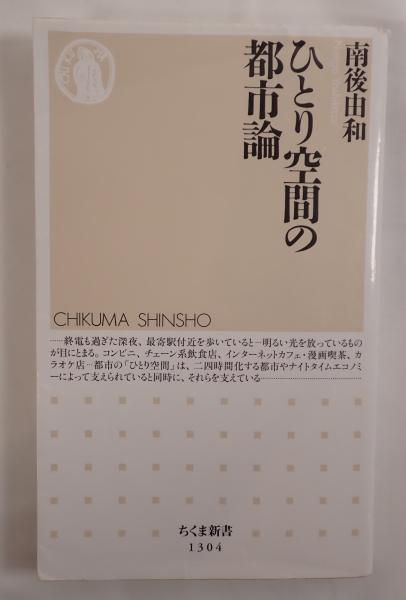 南後由和
ひとり空間の
都市論
CHIKUMA SHINSHO
……終電も過ぎた深夜、最寄駅付近を歩いていると…明るい光を放っているもの
が目にとまる。コンビニ、チェーン系飲食店、インターネットカフェ・漫画喫茶、カ
ラオケ店…都市の「ひとり空間」は、二四時間化する都市やナイトタイムエコノミ
ーによって支えられていると同時に、それらを支えている……………
ちくま新書
1304